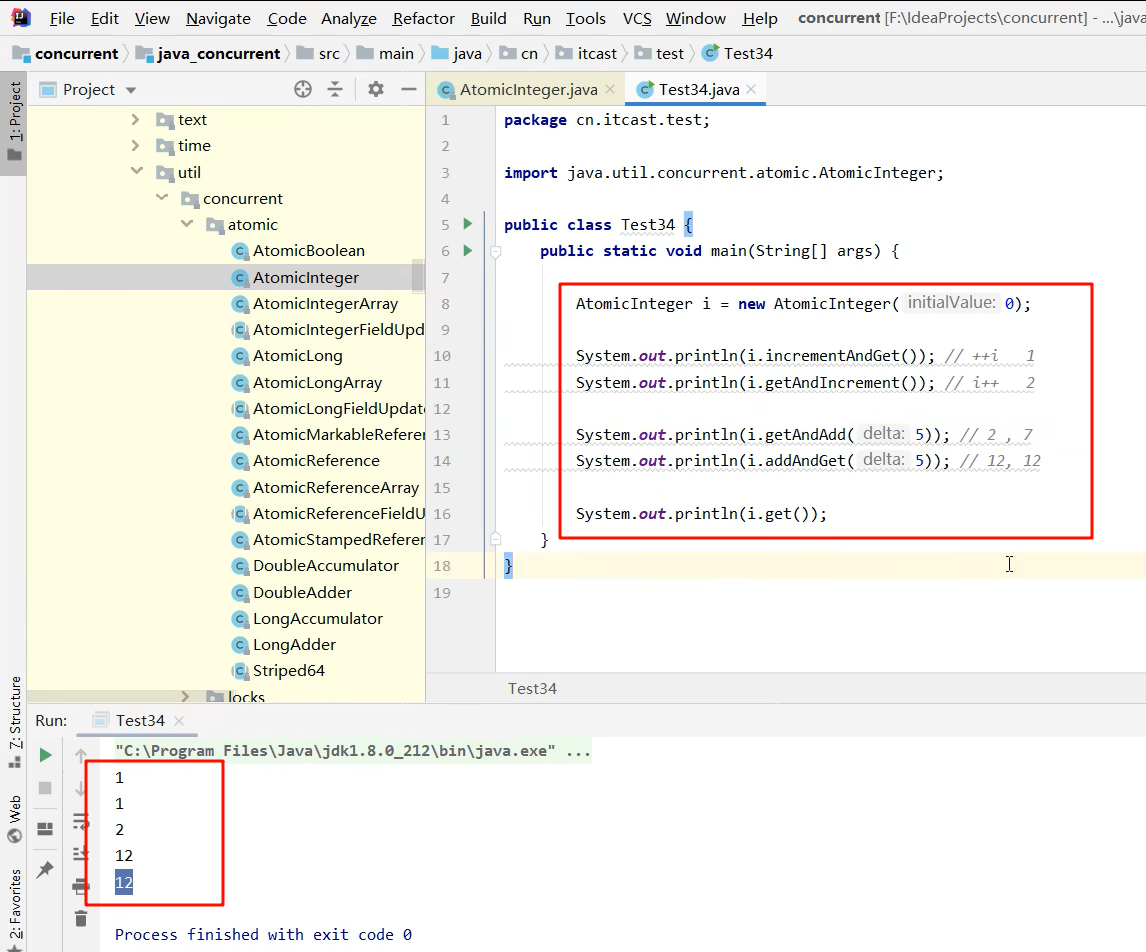 File Edit View Navigate Code Analyze Refactor Build Run Tools VCS Window Help concurrent [F:\IdeaProjects\concurrent] - ...\java
concurrent java_concurrent src main java cn itcast test Test34
1: Project
Project
AtomicInteger.java Test34.java
text
time
util
concurrent
atomic
AtomicBoolean
AtomicInteger
AtomicIntegerArray
AtomicIntegerFieldUpd
AtomicLong
AtomicLongArray
AtomicLongFieldUpdat
AtomicMarkableReferer
AtomicReference
AtomicReferenceArray
AtomicReferenceFieldU
AtomicStampedReferer
DoubleAccumulator
DoubleAdder
LongAccumulator
LongAdder
Striped64
locks
1 package cn.itcast.test;
2
3 import java.util.concurrent.atomic.AtomicInteger;
4
5 public class Test34 {
6 public static void main(String[] args) {
7
8 AtomicInteger i = new AtomicInteger( initialValue: 0);
9
10 System.out.println(i.incrementAndGet()); // ++i 1
11 System.out.println(i.getAndIncrement()); // i++ 2
12
13 System.out.println(i.getAndAdd( delta: 5)); // 2 , 7
14 System.out.println(i.addAndGet( delta: 5)); // 12, 12
15
16 System.out.println(i.get());
17 }
18 }
19
Test34
Z: Structure
Web
2: Favorites
Run: Test34
"C:\Program Files\Java\jdk1.8.0_212\bin\java.exe" ...
1
1
2
12
12
Process finished with exit code 0